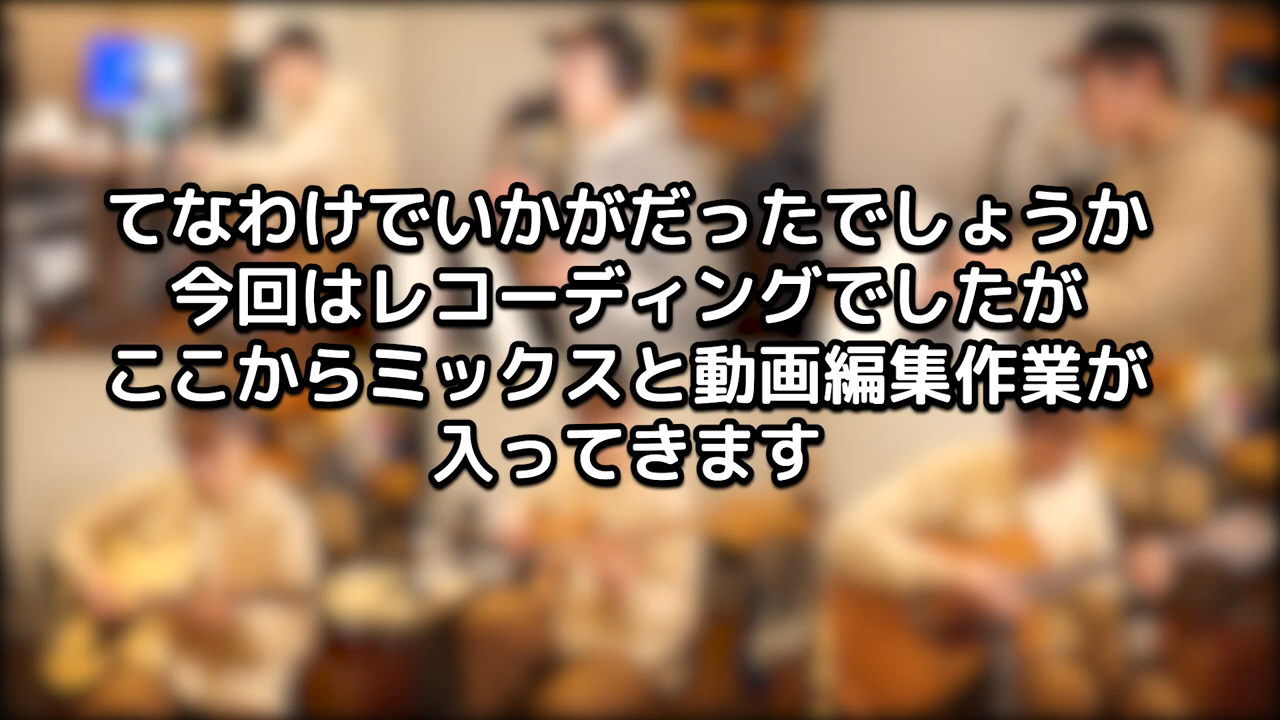 てなわけでいかがだったでしょうか
今回はレコーディングでしたが
ここからミックスと動画編集作業が
入ってきます